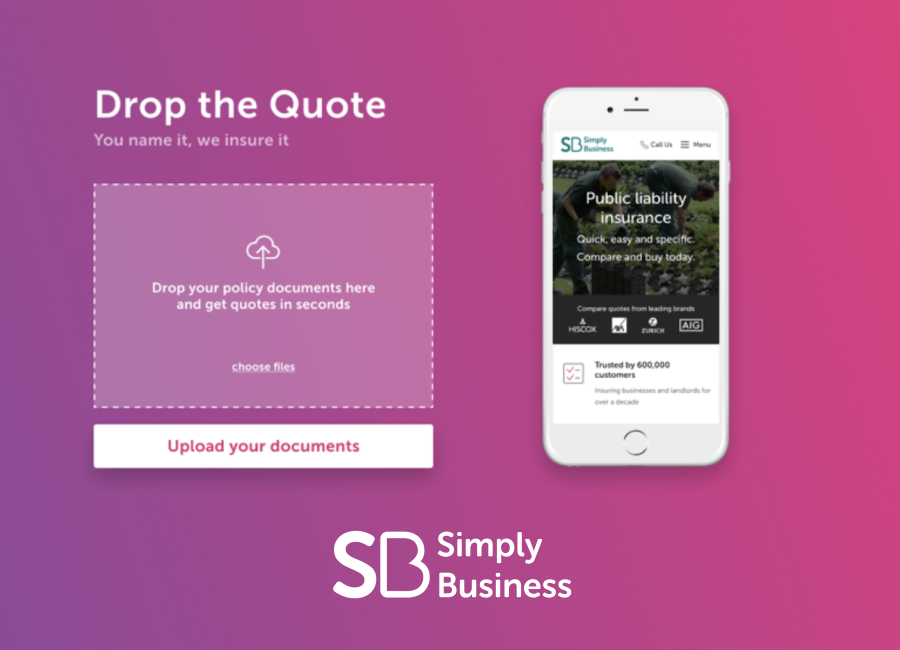 Drop the Quote
You name it, we insure it
Drop your policy documents here
and get quotes in seconds
choose files
Upload your documents
SB Simply
Business
Call Us
Menu
Public liability
insurance
Quick, easy and specific.
Compare and buy today.
Compare quotes from leading brands
HISCOX
ZURICH
AIG
Trusted by 600,000
customers
Insuring businesses and landlords for
over a decade
SB Simply
Business